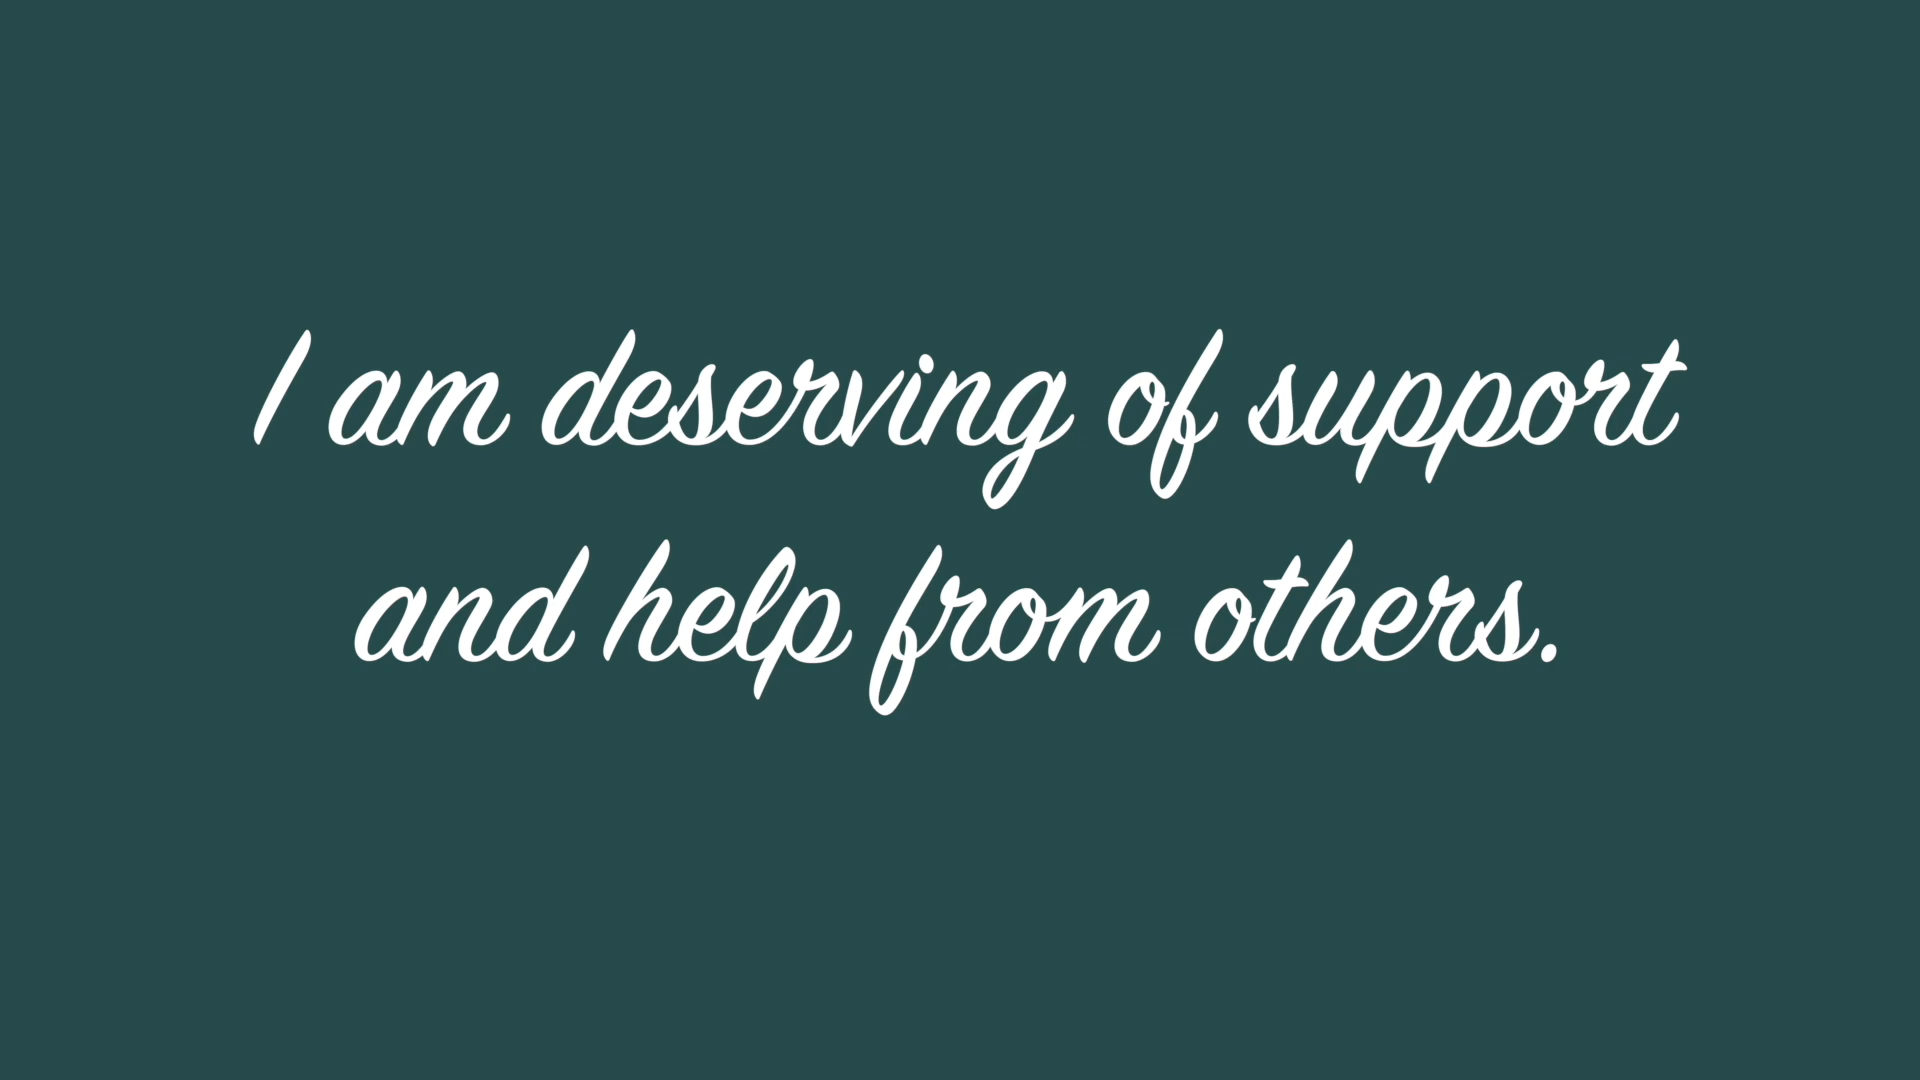 I am deserving of support
and help from others.